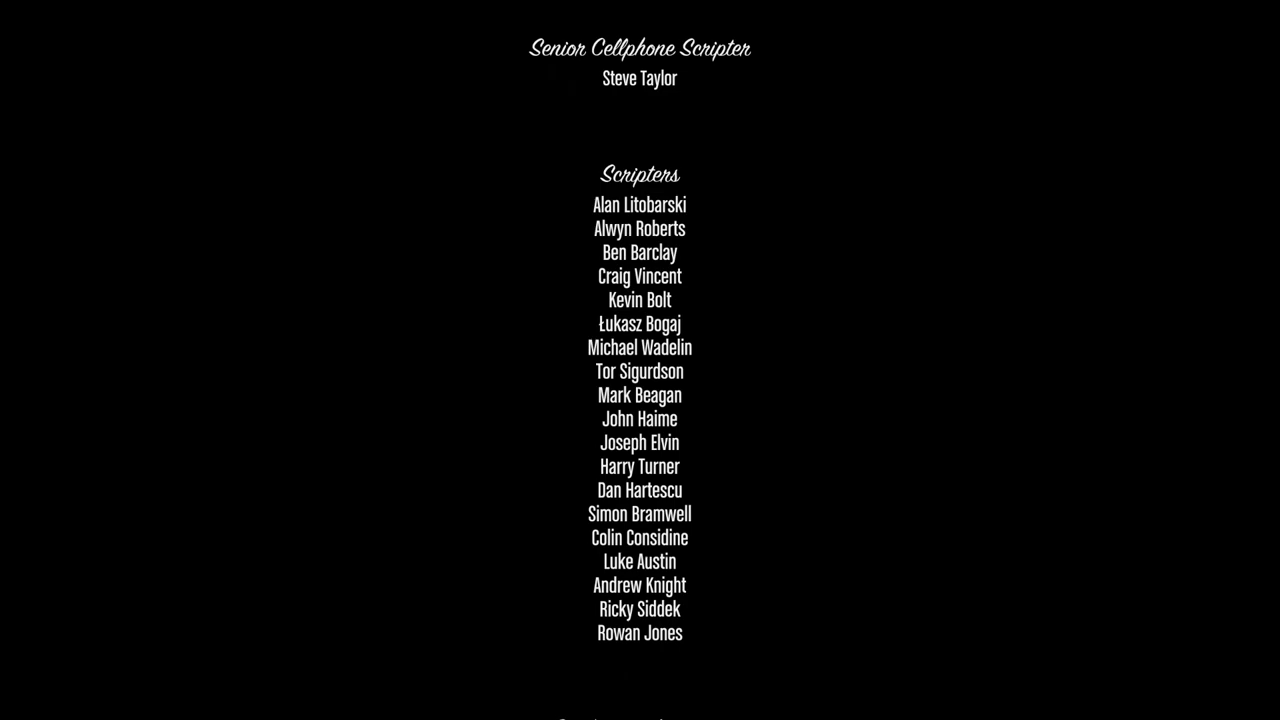 Senior Cellphone Scripter
Steve Taylor
Scripters
Alan Litobarski
Alwyn Roberts
Ben Barclay
Craig Vincent
Kevin Bolt
Łukasz Bogaj
Michael Wadelin
Tor Sigurdson
Mark Beagan
John Haime
Joseph Elvin
Harry Turner
Dan Hartescu
Simon Bramwell
Colin Considine
Luke Austin
Andrew Knight
Ricky Siddek
Rowan Jones